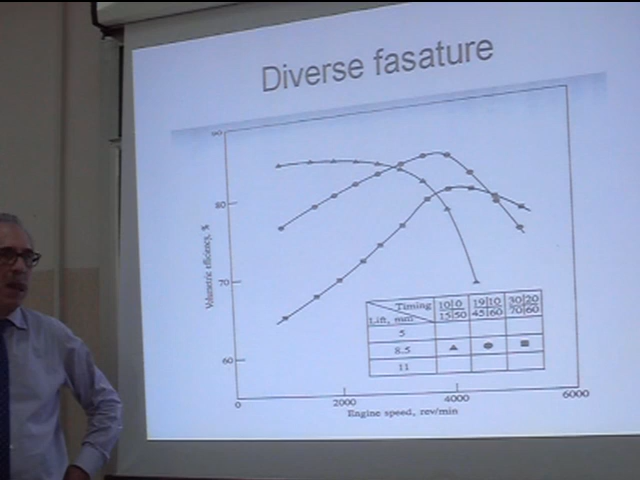 Diverse fasature
90
80
70
60
Volumetric efficiency, %
Timing
10|0 19|10 30|20
Lift, mm
15|50 45|60 70|60
5
8.5
11
0 2000 4000 6000
Engine speed, rev/min